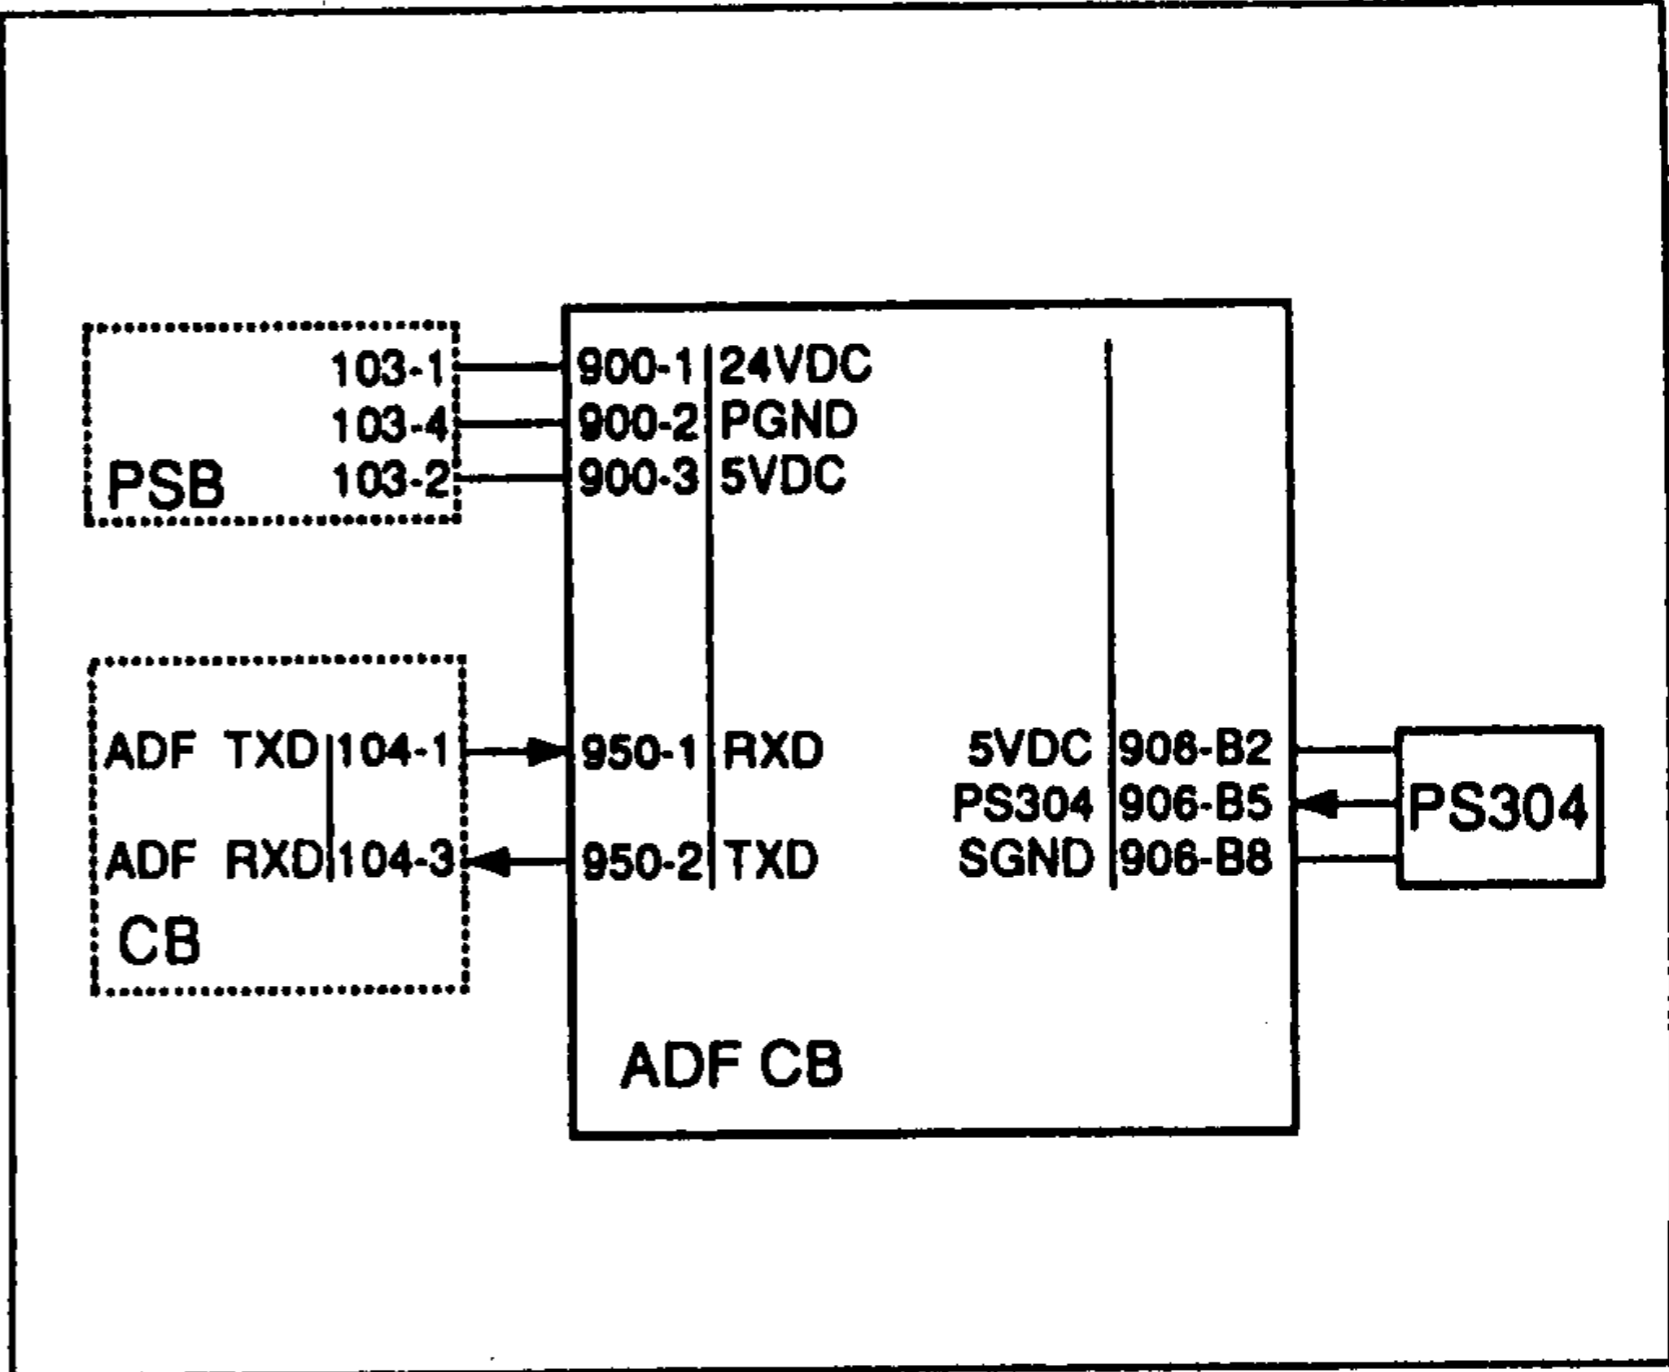 103-1 900-1 24VDC
103-4 900-2 PGND
PSB 103-2 900-3 5VDC
ADF TXD 104-1 950-1 RXD 5VDC 906-B2
PS304 906-B5 PS304
ADF RXD 104-3 950-2 TXD SGND 906-B8
CB
ADF CB